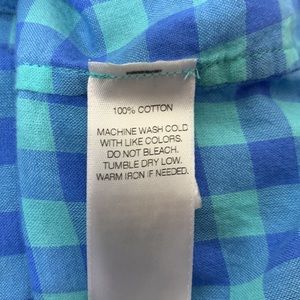 100% COTTON
MACHINE WASH COLD
WITH LIKE COLORS.
DO NOT BLEACH.
TUMBLE DRY LOW.
WARM IRON IF NEEDED.